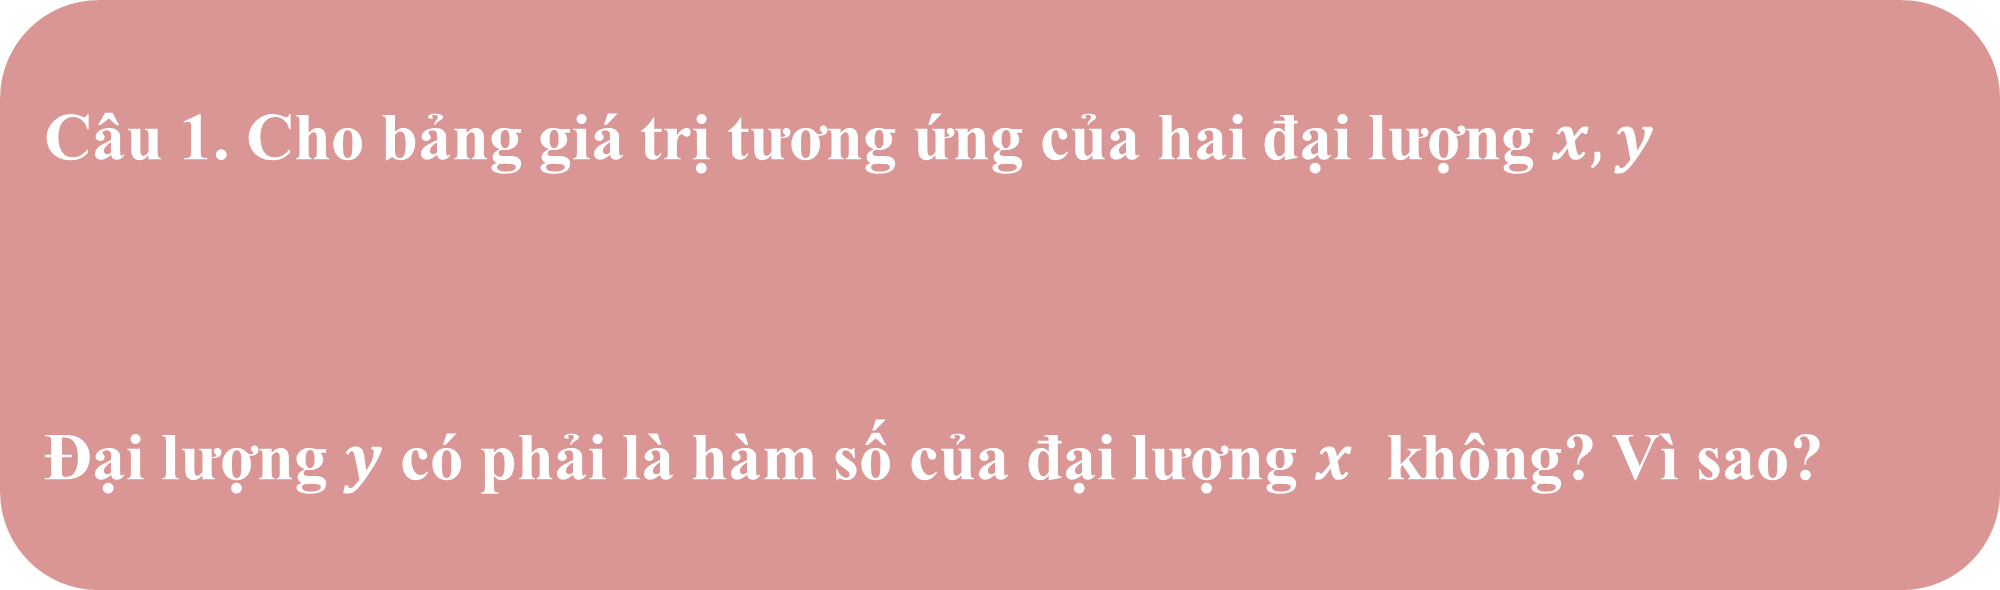 Câu 1. Cho bảng giá trị tương ứng của hai đại lượng x, y
Đại lượng y có phải là hàm số của đại lượng x không? Vì sao?